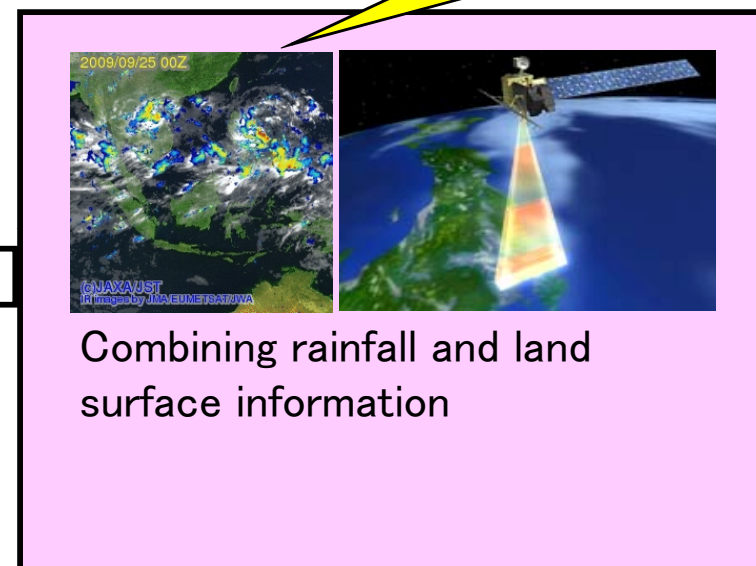 2009/09/25 00Z
(c)JAXA/JST
IR images by JMA/EUMETSAT/JWA
Combining rainfall and land
surface information